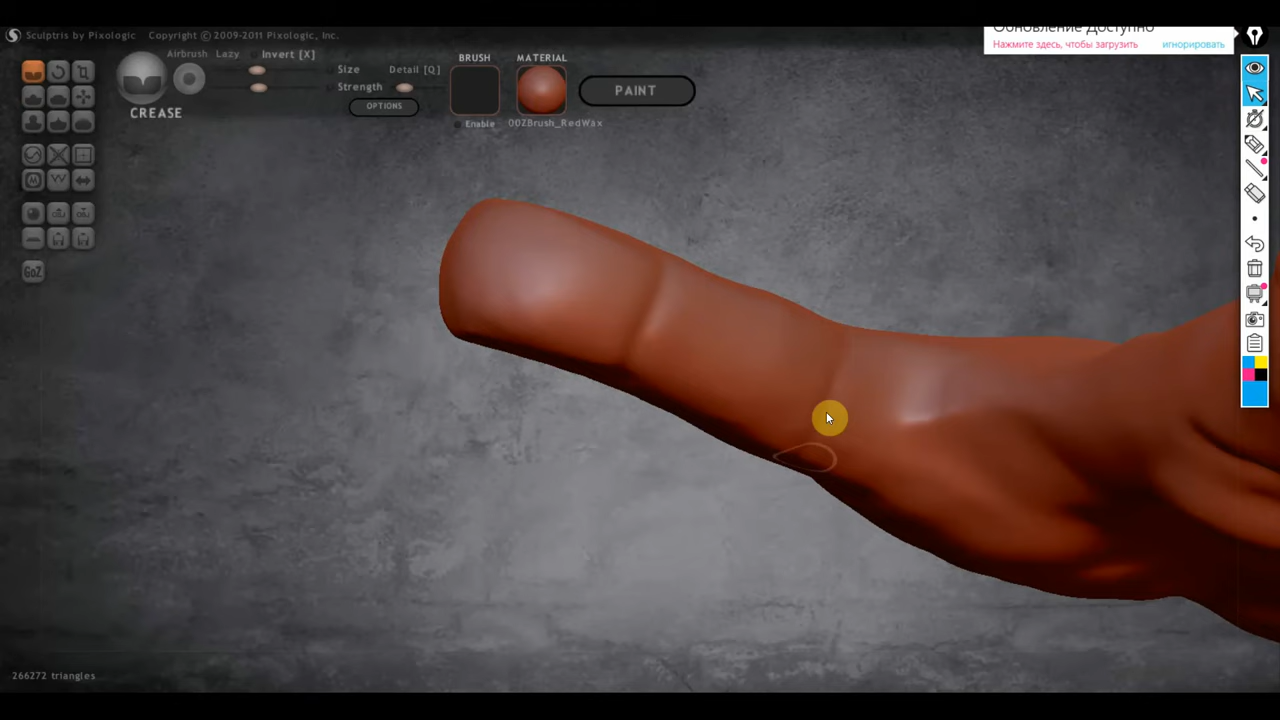 Sculptris by Pixologic Copyright © 2009-2011 Pixologic, Inc.
Обновление доступно
Нажмите здесь, чтобы загрузить игнорировать
Airbrush Lazy Invert [X]
Size Detail [Q]
Strength
OPTIONS
CREASE
BRUSH
Enable
MATERIAL
00ZBrush_RedWax
PAINT
GoZ
266272 triangles